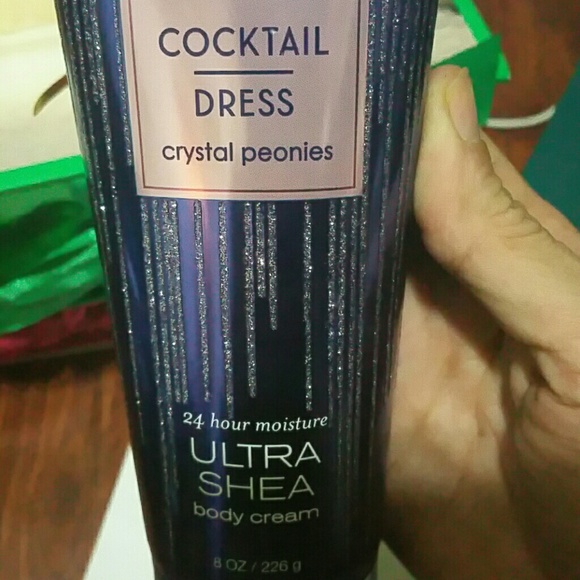 COCKTAIL
DRESS
crystal peonies
24 hour moisture
ULTRA
SHEA
body cream
8 OZ / 226 g